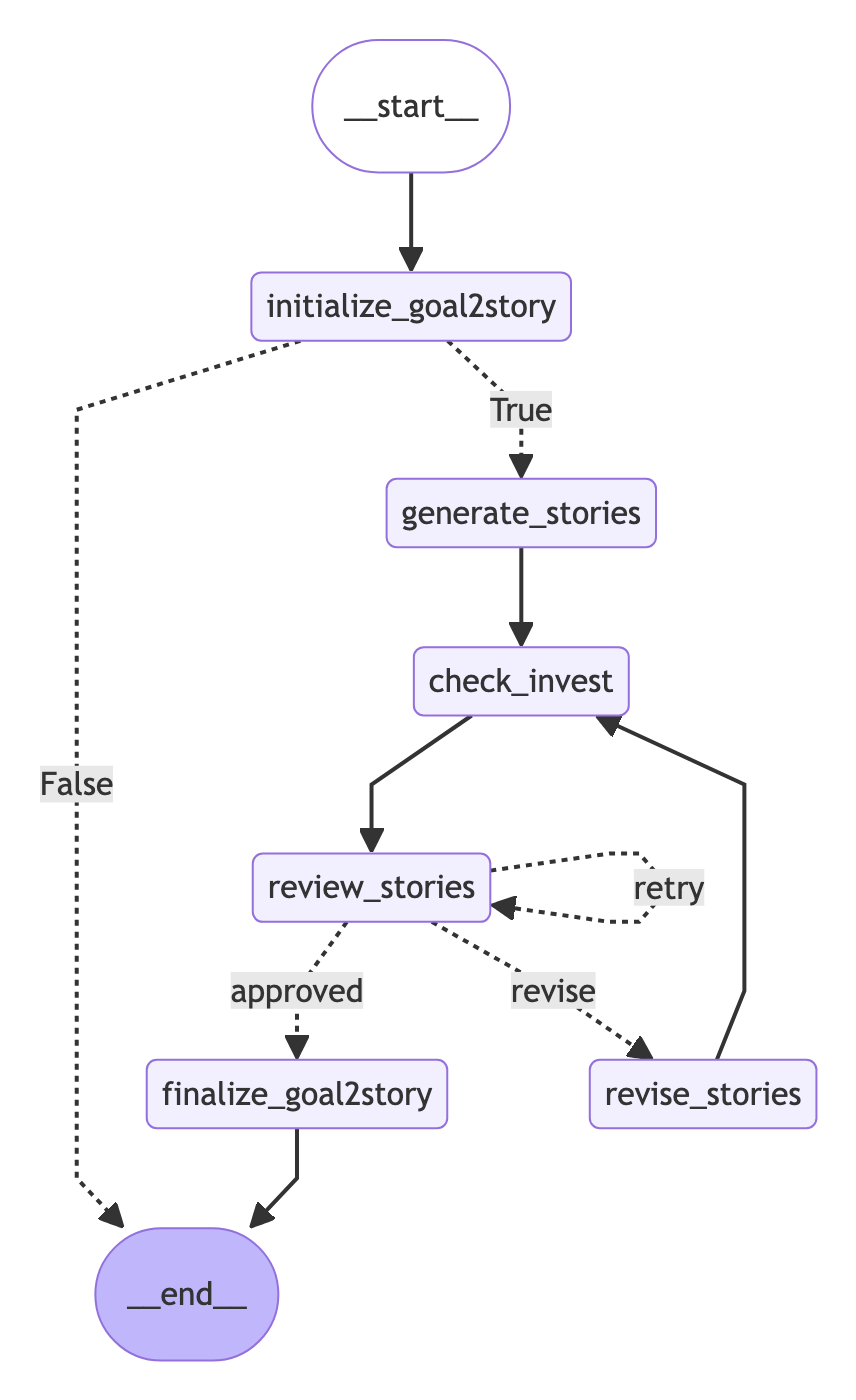 __start__
initialize_goal2story
True
generate_stories
check_invest
False
review_stories
retry
approved
revise
finalize_goal2story
revise_stories
__end__